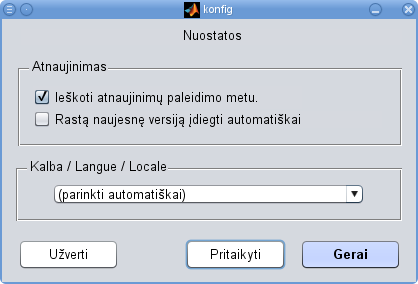 konfig
Nuostatos
Atnaujinimas
Ieškoti atnaujinimų paleidimo metu.
Rastą naujesnę versiją įdiegti automatiškai
Kalba / Langue / Locale
(parinkti automatiškai)
Užverti
Pritaikyti
Gerai